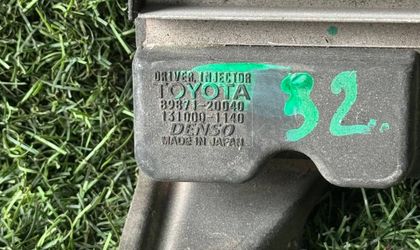 DRIVER, INJECTOR
TOYOTA
89871-20040
131000-1140
DENSO
MADE IN JAPAN
32.